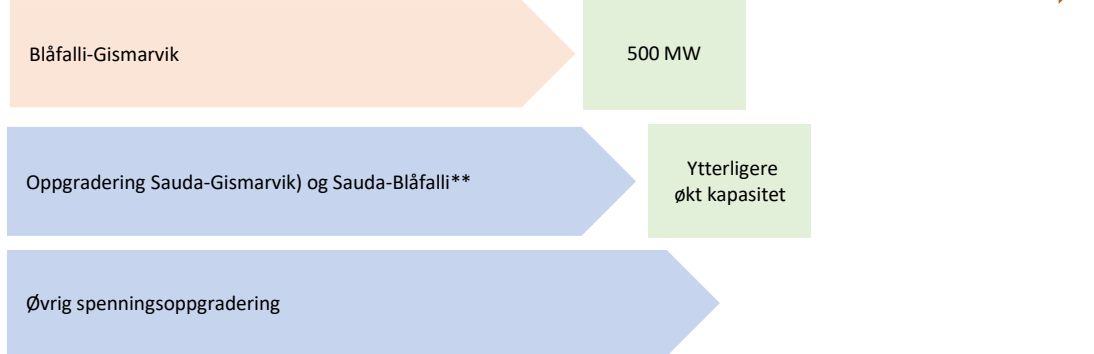 Blåfalli-Gismarvik
500 MW
Oppgradering Sauda-Gismarvik) og Sauda-Blåfalli**
Ytterligere
økt kapasitet
Øvrig spenningsoppgradering